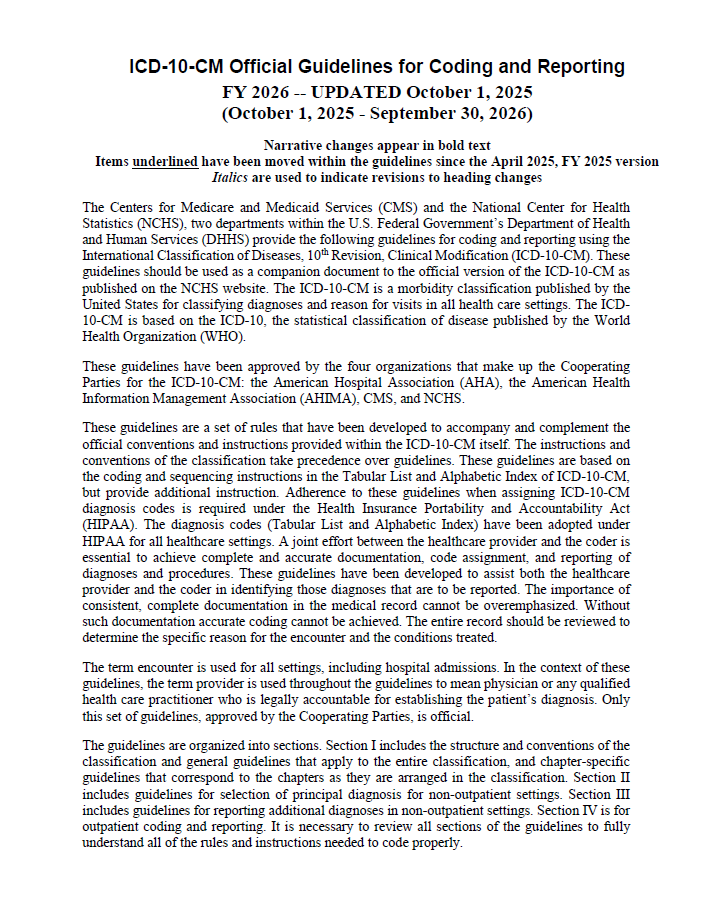 ICD-10-CM Official Guidelines for Coding and Reporting
FY 2026 -- UPDATED October 1, 2025
(October 1, 2025 - September 30, 2026)
Narrative changes appear in bold text
Items underlined have been moved within the guidelines since the April 2025, FY 2025 version
Italics are used to indicate revisions to heading changes
The Centers for Medicare and Medicaid Services (CMS) and the National Center for Health
Statistics (NCHS), two departments within the U.S. Federal Government’s Department of Health
and Human Services (DHHS) provide the following guidelines for coding and reporting using the
International Classification of Diseases, 10th Revision, Clinical Modification (ICD-10-CM). These
guidelines should be used as a companion document to the official version of the ICD-10-CM as
published on the NCHS website. The ICD-10-CM is a morbidity classification published by the
United States for classifying diagnoses and reason for visits in all health care settings. The ICD-
10-CM is based on the ICD-10, the statistical classification of disease published by the World
Health Organization (WHO).
These guidelines have been approved by the four organizations that make up the Cooperating
Parties for the ICD-10-CM: the American Hospital Association (AHA), the American Health
Information Management Association (AHIMA), CMS, and NCHS.
These guidelines are a set of rules that have been developed to accompany and complement the
official conventions and instructions provided within the ICD-10-CM itself. The instructions and
conventions of the classification take precedence over guidelines. These guidelines are based on
the coding and sequencing instructions in the Tabular List and Alphabetic Index of ICD-10-CM,
but provide additional instruction. Adherence to these guidelines when assigning ICD-10-CM
diagnosis codes is required under the Health Insurance Portability and Accountability Act
(HIPAA). The diagnosis codes (Tabular List and Alphabetic Index) have been adopted under
HIPAA for all healthcare settings. A joint effort between the healthcare provider and the coder is
essential to achieve complete and accurate documentation, code assignment, and reporting of
diagnoses and procedures. These guidelines have been developed to assist both the healthcare
provider and the coder in identifying those diagnoses that are to be reported. The importance of
consistent, complete documentation in the medical record cannot be overemphasized. Without
such documentation accurate coding cannot be achieved. The entire record should be reviewed to
determine the specific reason for the encounter and the conditions treated.
The term encounter is used for all settings, including hospital admissions. In the context of these
guidelines, the term provider is used throughout the guidelines to mean physician or any qualified
health care practitioner who is legally accountable for establishing the patient’s diagnosis. Only
this set of guidelines, approved by the Cooperating Parties, is official.
The guidelines are organized into sections. Section I includes the structure and conventions of the
classification and general guidelines that apply to the entire classification, and chapter-specific
guidelines that correspond to the chapters as they are arranged in the classification. Section II
includes guidelines for selection of principal diagnosis for non-outpatient settings. Section III
includes guidelines for reporting additional diagnoses in non-outpatient settings. Section IV is for
outpatient coding and reporting. It is necessary to review all sections of the guidelines to fully
understand all of the rules and instructions needed to code properly.